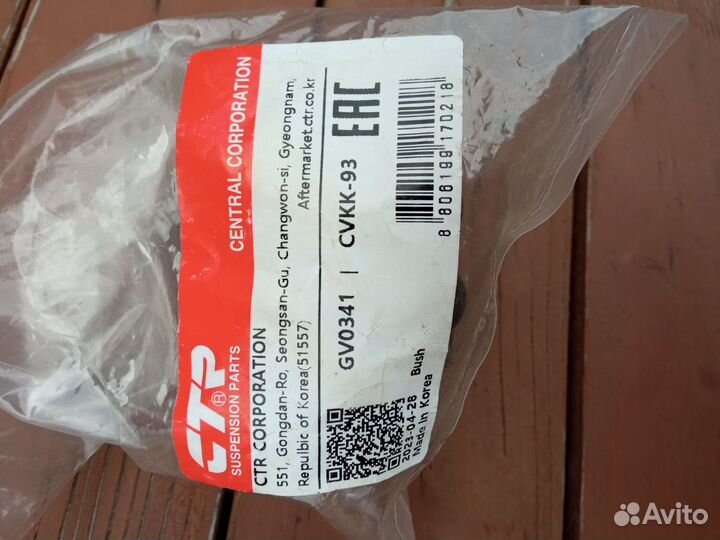 CTR®
SUSPENSION PARTS
CENTRAL CORPORATION
CTR CORPORATION
551, Gongdan-Ro, Seongsan-Gu, Changwon-si, Gyeongnam,
Repulbic of Korea(51557)
Aftermarket.ctr.co.kr
GV0341 | CVKK-93
EAC
2023-04-28
Made In Korea
Bush
8 806199 170218
Avito